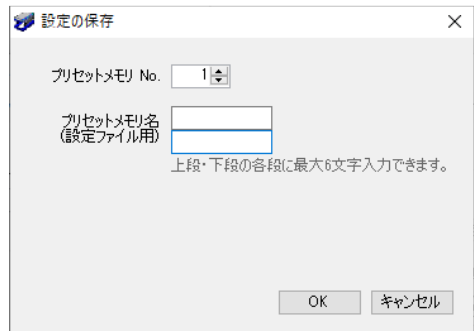 設定の保存
プリセットメモリ No. 1
プリセットメモリ名
(設定ファイル用)
上段・下段の各段に最大6文字入力できます。
OK キャンセル